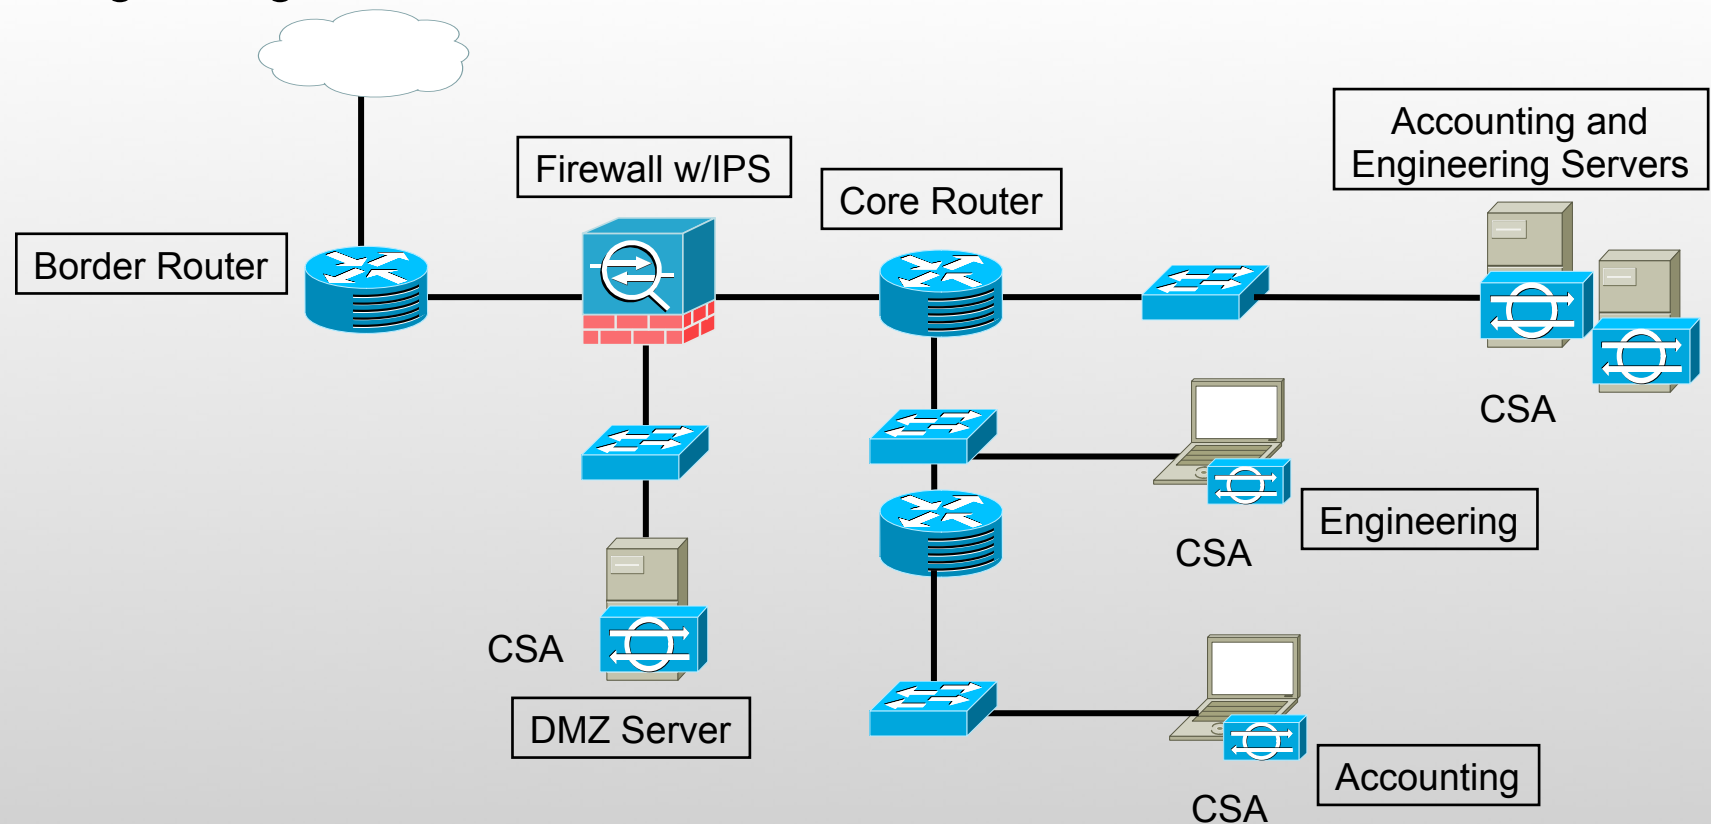 Accounting and
Engineering Servers
Firewall w/IPS
Core Router
Border Router
CSA
Engineering
CSA
CSA
DMZ Server
Accounting
CSA